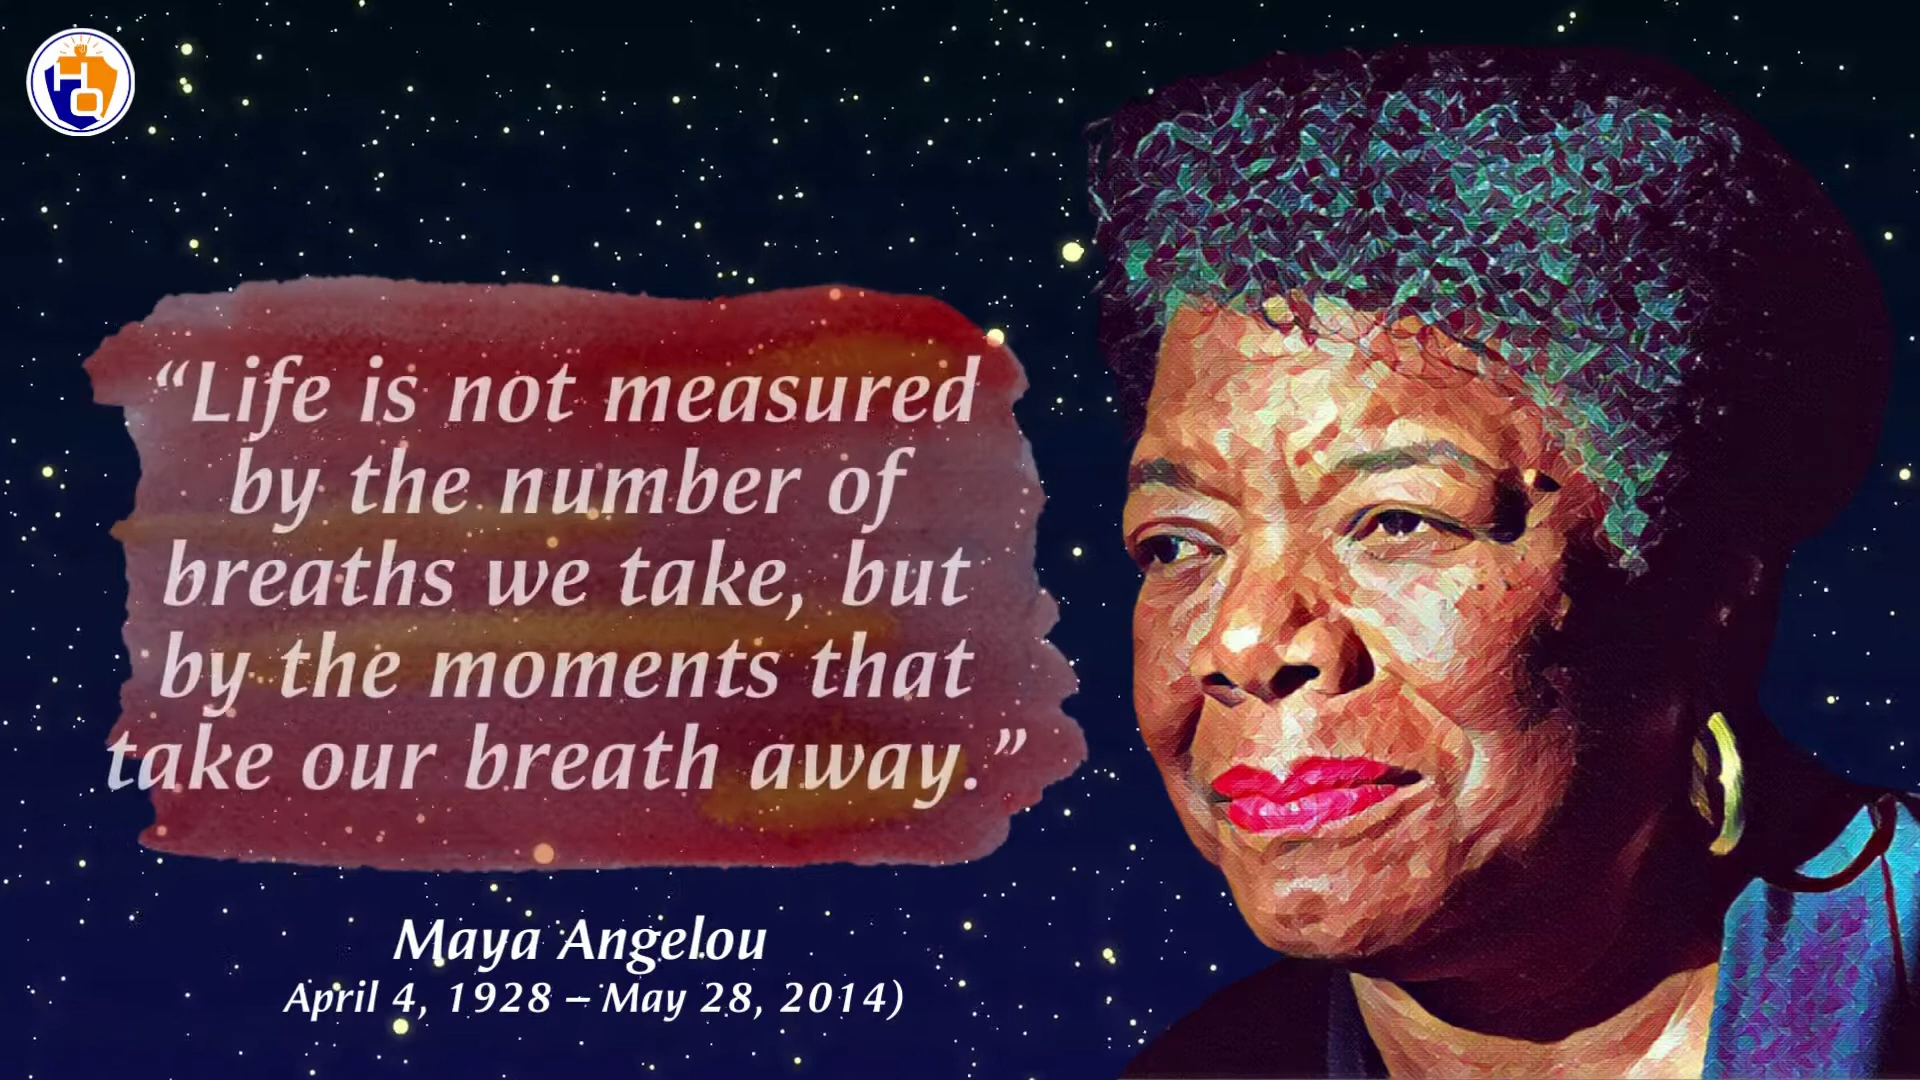 HQ
“Life is not measured
by the number of
breaths we take, but
by the moments that
take our breath away.”
Maya Angelou
April 4, 1928 – May 28, 2014)